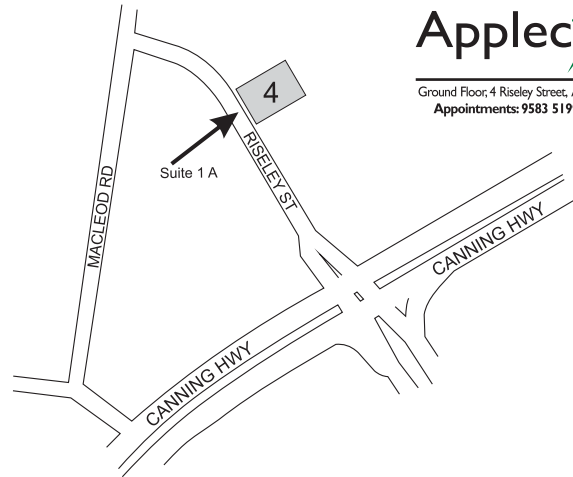 Applec
Ground Floor, 4 Riseley Street,
Appointments: 9583 519
4
Suite 1 A
RISELEY ST
MACLEOD RD
CANNING HWY
CANNING HWY